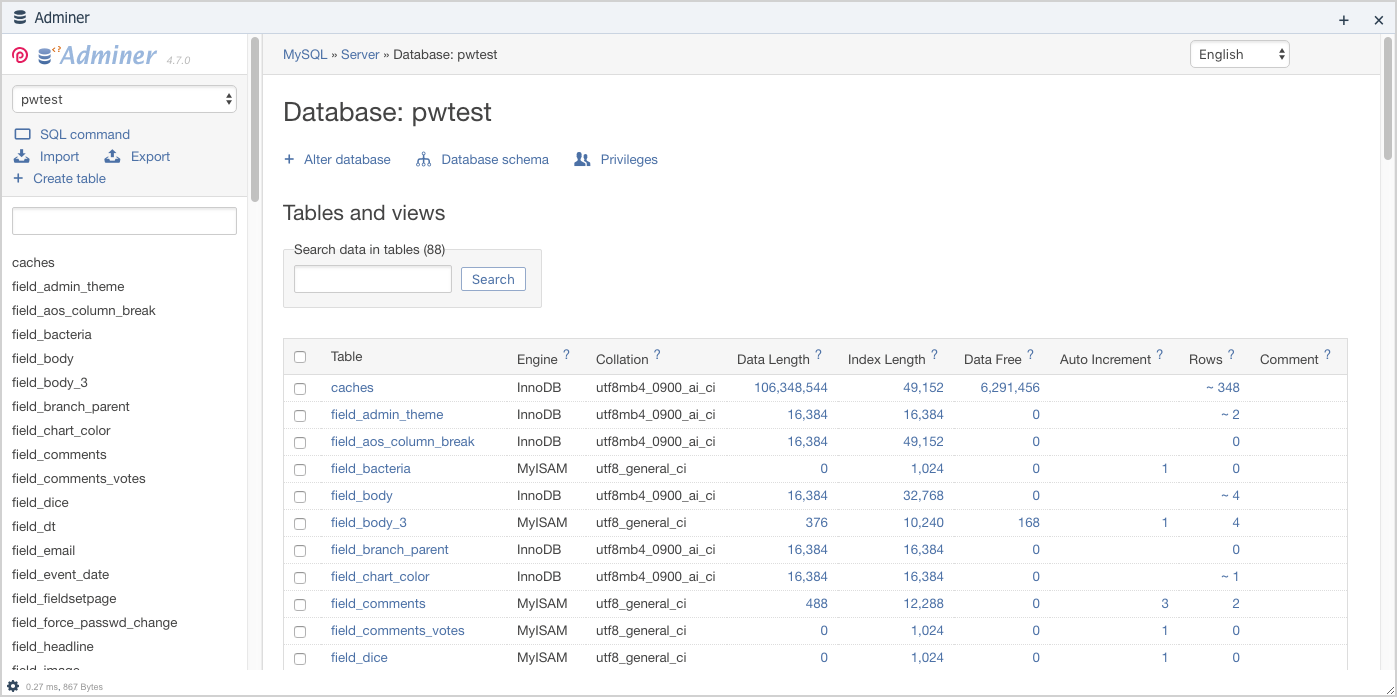 Adminer
Adminer 4.7.0
MySQL » Server » Database: pwtest
English
pwtest
SQL command
Import Export
Create table
caches
field_admin_theme
field_aos_column_break
field_bacteria
field_body
field_body_3
field_branch_parent
field_chart_color
field_comments
field_comments_votes
field_dice
field_dt
field_email
field_event_date
field_fieldsetpage
field_force_passwd_change
field_headline
field_image
Database: pwtest
Alter database Database schema Privileges
Tables and views
Search data in tables (88)
Search
Table Engine ? Collation ? Data Length ? Index Length ? Data Free ? Auto Increment ? Rows ? Comment ?
caches InnoDB utf8mb4_0900_ai_ci 106,348,544 49,152 6,291,456 ~ 348
field_admin_theme InnoDB utf8mb4_0900_ai_ci 16,384 16,384 0 ~ 2
field_aos_column_break InnoDB utf8mb4_0900_ai_ci 16,384 49,152 0 0
field_bacteria MyISAM utf8_general_ci 0 1,024 0 1 0
field_body InnoDB utf8mb4_0900_ai_ci 16,384 32,768 0 ~ 4
field_body_3 MyISAM utf8_general_ci 376 10,240 168 1 4
field_branch_parent InnoDB utf8mb4_0900_ai_ci 16,384 16,384 0 0
field_chart_color InnoDB utf8mb4_0900_ai_ci 16,384 16,384 0 ~ 1
field_comments MyISAM utf8_general_ci 488 12,288 0 3 2
field_comments_votes MyISAM utf8_general_ci 0 1,024 0 1 0
field_dice MyISAM utf8_general_ci 0 1,024 0 1 0
0.27 ms, 867 Bytes